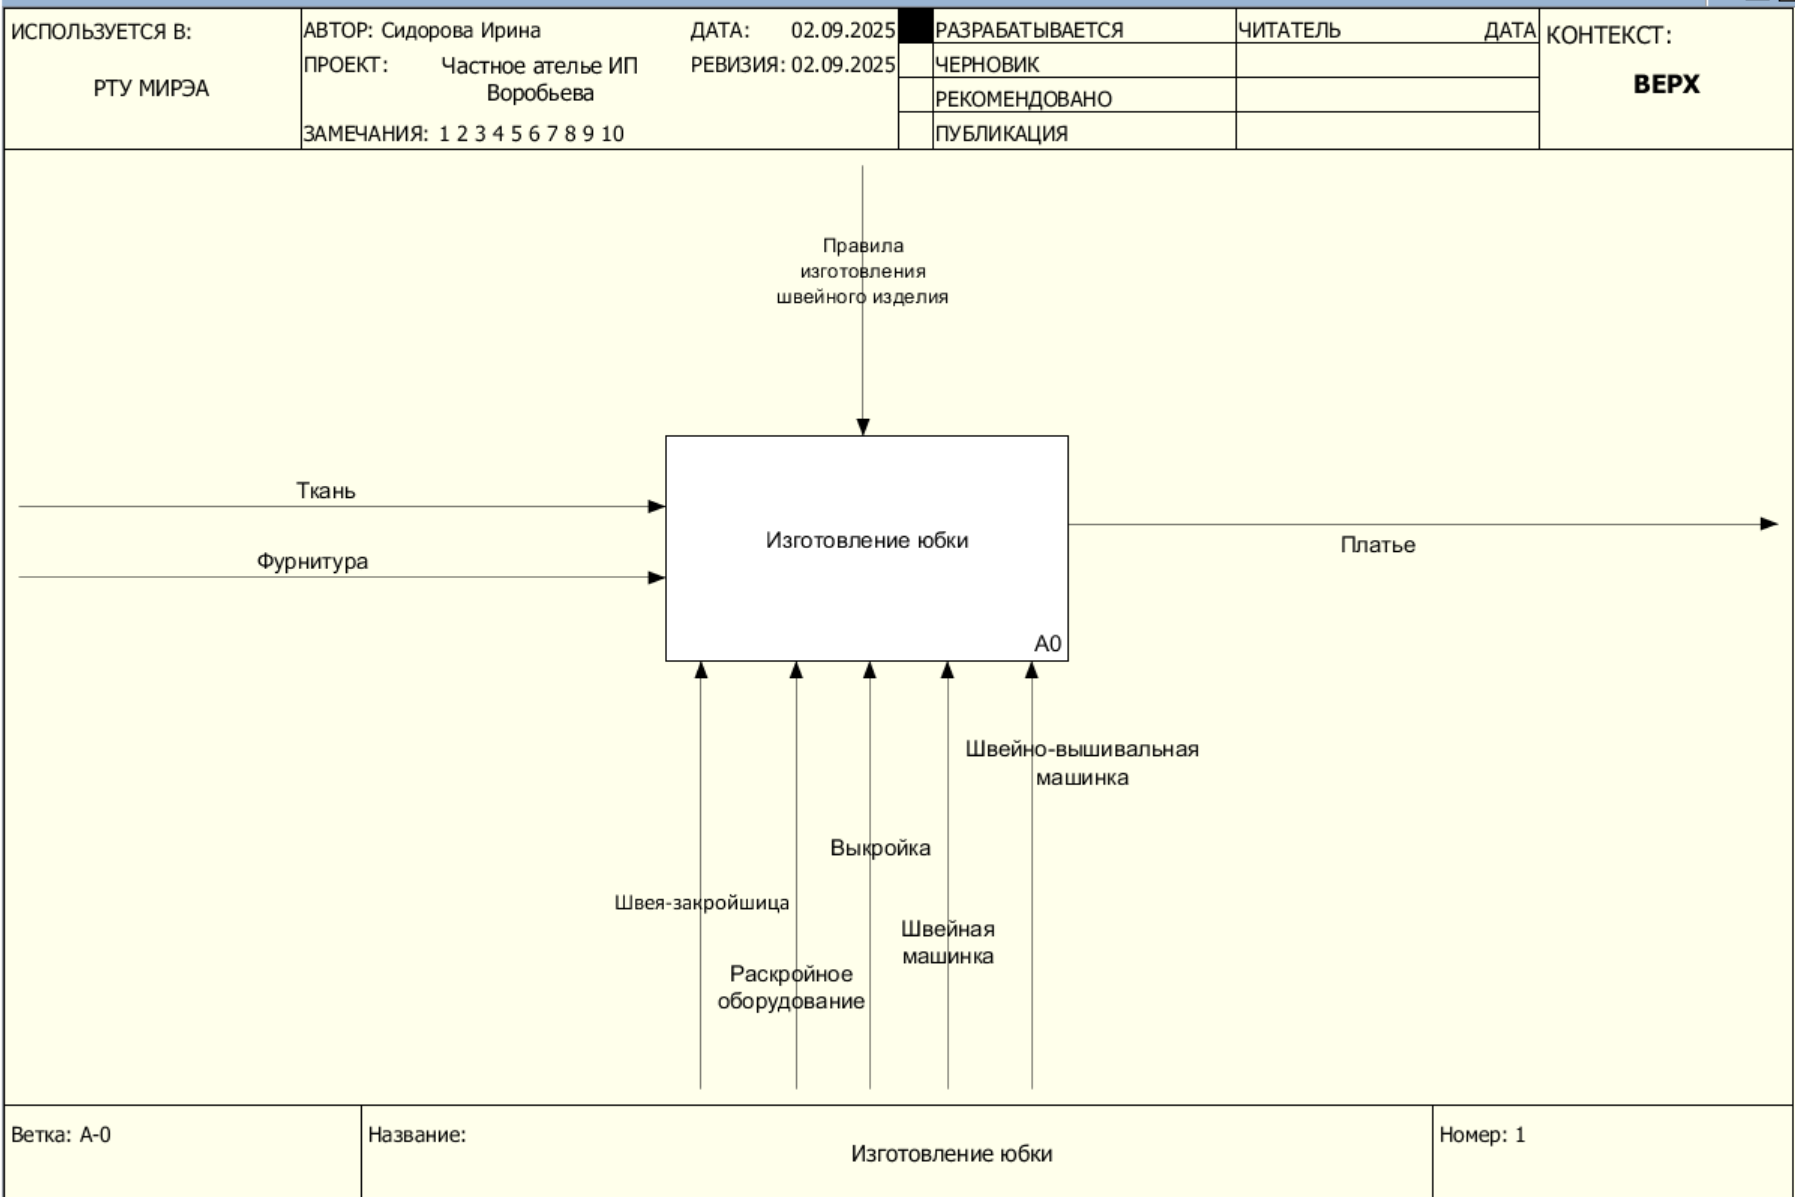 ИСПОЛЬЗУЕТСЯ В:
РТУ МИРЭА
АВТОР: Сидорова Ирина
ДАТА: 02.09.2025
ПРОЕКТ: Частное ателье ИП
Воробьева
РЕВИЗИЯ: 02.09.2025
ЗАМЕЧАНИЯ: 1 2 3 4 5 6 7 8 9 10
РАЗРАБАТЫВАЕТСЯ
ЧЕРНОВИК
РЕКОМЕНДОВАНО
ПУБЛИКАЦИЯ
ЧИТАТЕЛЬ ДАТА
КОНТЕКСТ:
ВЕРХ
Правила
изготовления
швейного изделия
Ткань
Фурнитура
Изготовление юбки
A0
Платье
Швейно-вышивальная
машинка
Выкройка
Швея-закройшица
Швейная
машинка
Раскройное
оборудование
Ветка: A-0
Название:
Изготовление юбки
Номер: 1